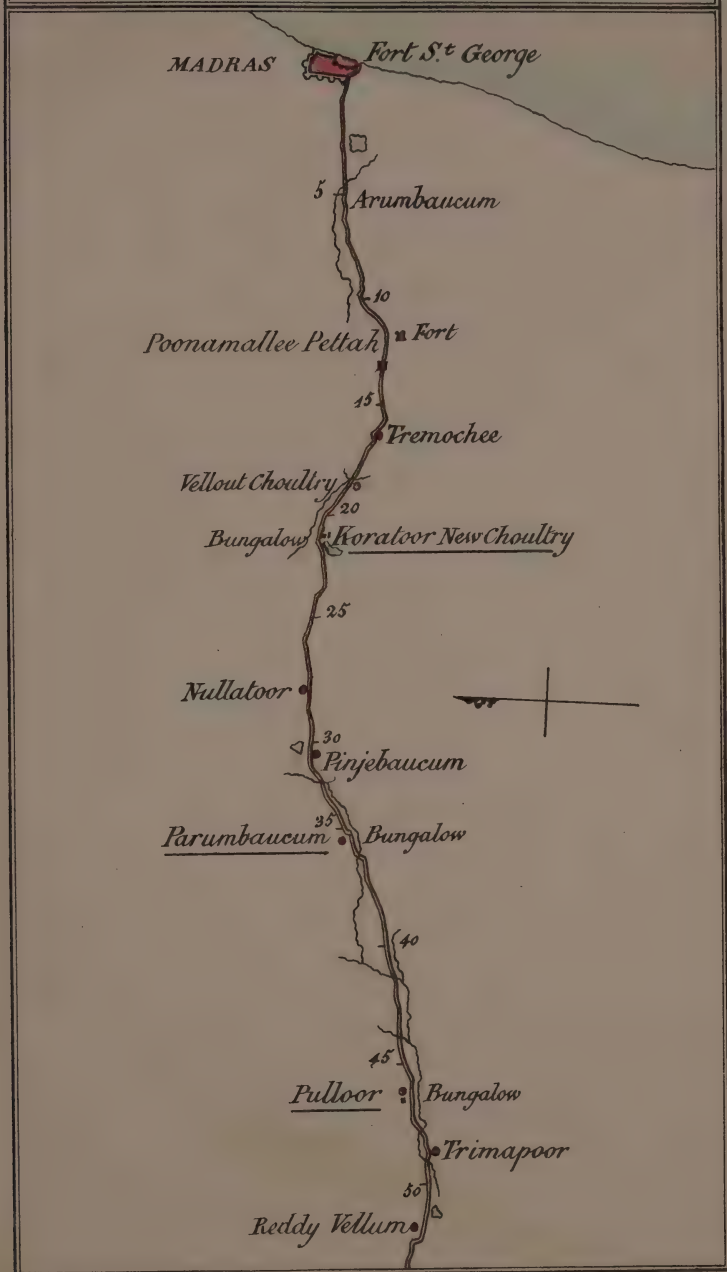 MADRAS
Fort S.t George
5
Arumbaucum
10
Poonamallee Pettah
Fort
15
Tremochee
Vellout Choultry
20
Bungalow
Koratoor New Choultry
25
Nullatoor
30
Pinjebaucum
35
Parumbaucum
Bungalow
40
45
Pulloor
Bungalow
Trimapoor
50
Reddy Vellum